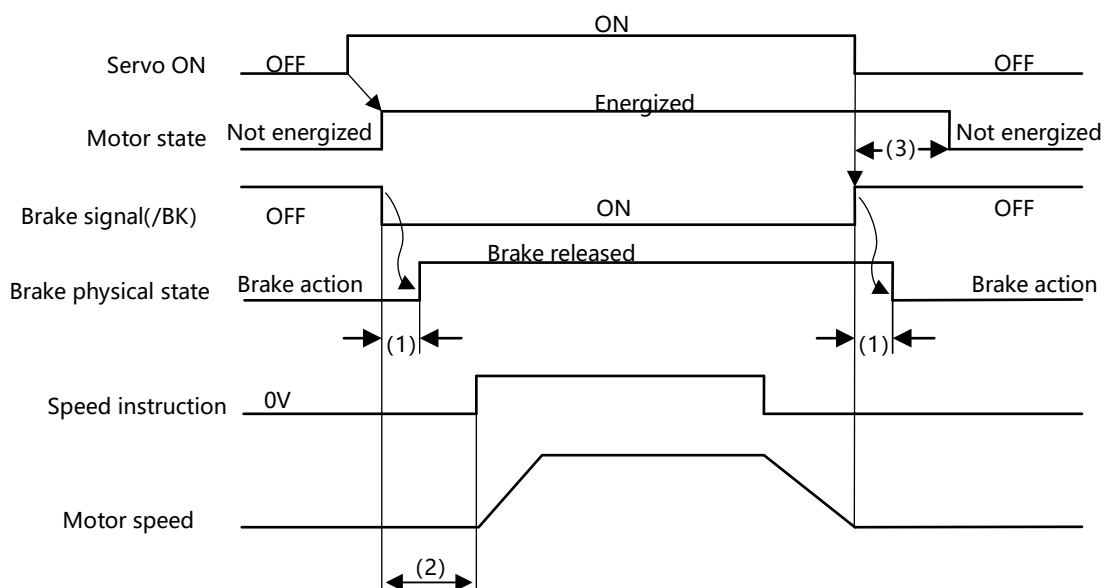 ON
Servo ON OFF OFF
Energized
Motor state Not energized Not energized
(3)
Brake signal(/BK) OFF ON OFF
Brake released
Brake physical state Brake action Brake action
(1) (1)
Speed instruction 0V
Motor speed
(2)